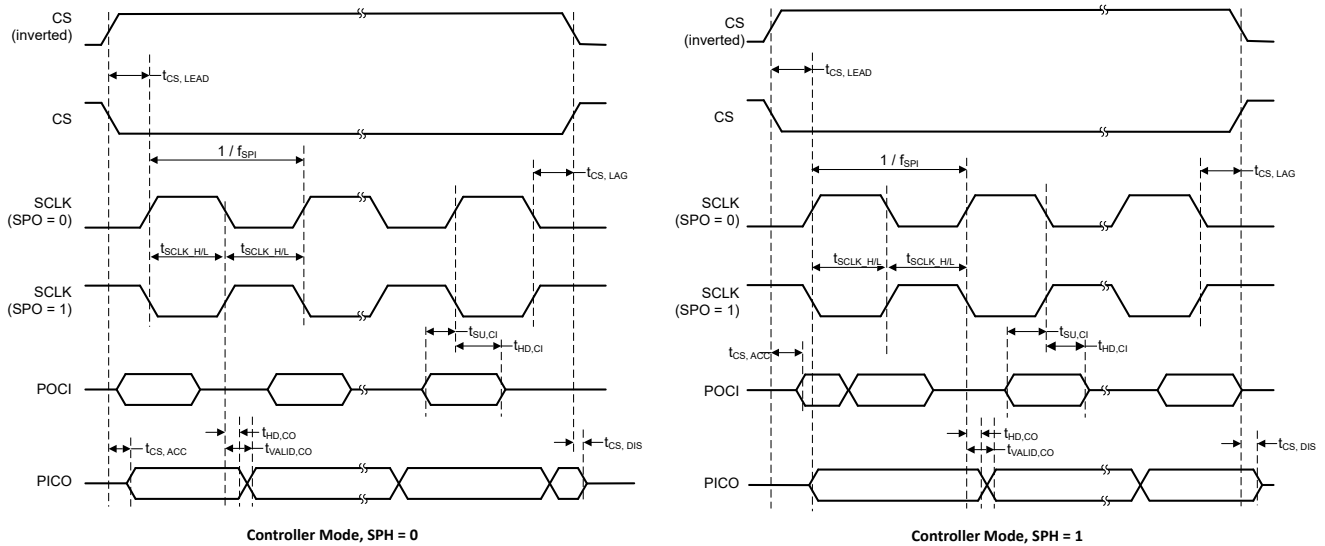 CS
(inverted)
tCS, LEAD
CS
1 / fSPI
tCS, LAG
SCLK
(SPO = 0)
tSCLK_H/L
tSCLK_H/L
SCLK
(SPO = 1)
tSU,CI
tHD,CI
POCI
tHD,CO
tCS, ACC
tVALID,CO
tCS, DIS
PICO
Controller Mode, SPH = 0
CS
(inverted)
tCS, LEAD
CS
1 / fSPI
tCS, LAG
SCLK
(SPO = 0)
tSCLK_H/L
tSCLK_H/L
SCLK
(SPO = 1)
tSU,CI
tHD,CI
tCS, ACC
POCI
tHD,CO
tVALID,CO
tCS, DIS
PICO
Controller Mode, SPH = 1